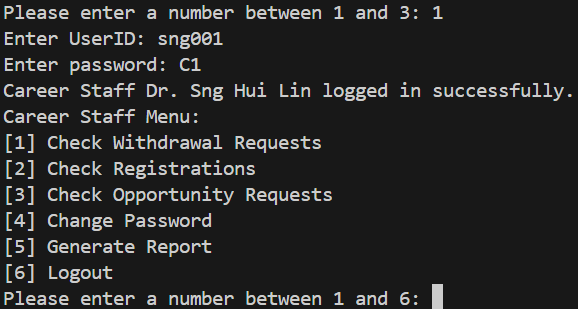 Please enter a number between 1 and 3: 1
Enter UserID: sng001
Enter password: C1
Career Staff Dr. Sng Hui Lin logged in successfully.
Career Staff Menu:
[1] Check Withdrawal Requests
[2] Check Registrations
[3] Check Opportunity Requests
[4] Change Password
[5] Generate Report
[6] Logout
Please enter a number between 1 and 6: